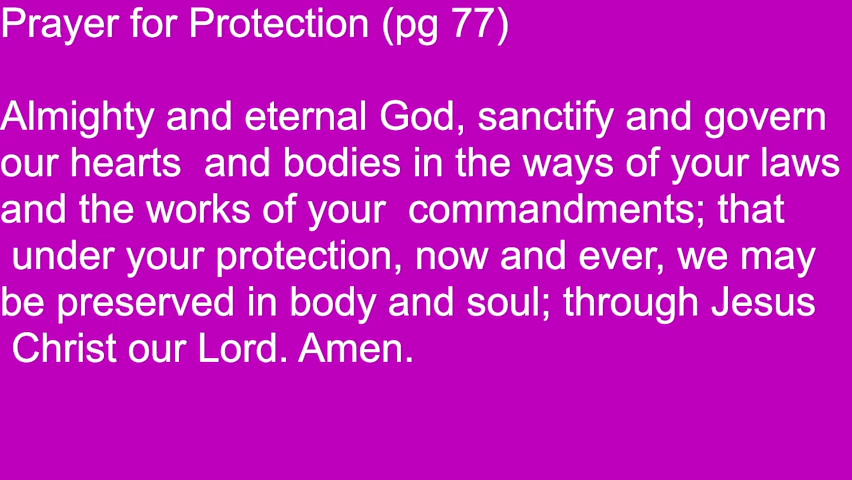 Prayer for Protection (pg 77)
Almighty and eternal God, sanctify and govern
our hearts  and bodies in the ways of your laws
and the works of your  commandments; that
under your protection, now and ever, we may
be preserved in body and soul; through Jesus
Christ our Lord. Amen.